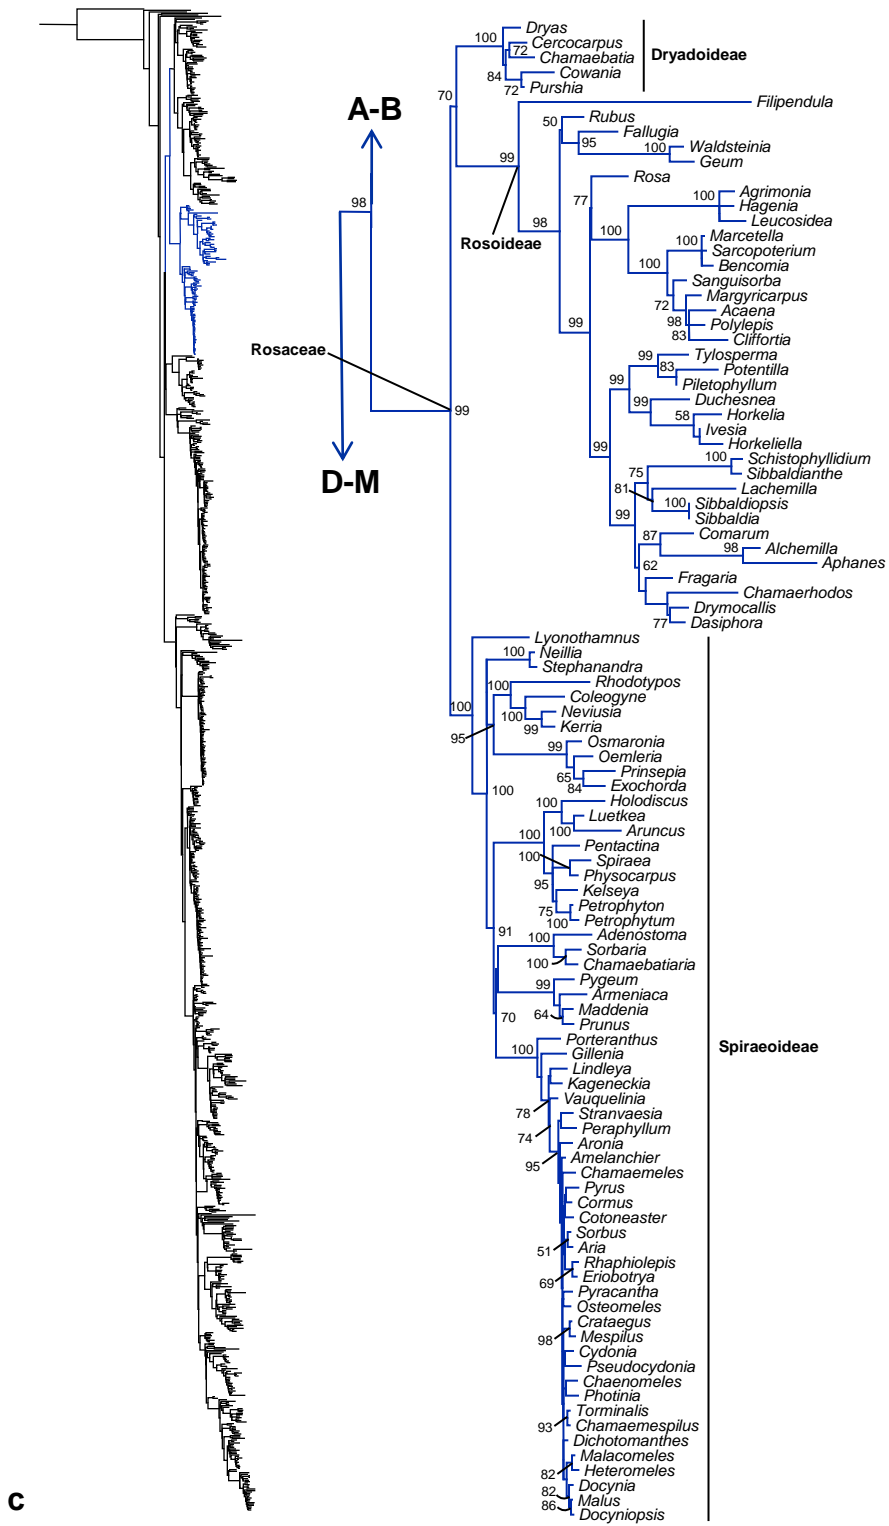 Dryas
100
Cercocarpus
72
Dryadoideae
Chamaebatia
84
Cowania
72
Purshia
70
A-B
Filipendula
50
Rubus
Fallugia
95
100
Waldsteinia
99
Geum
Rosa
77
100
Agrimonia
98
Hagenia
98
Leucosidea
100
100
Marcetella
Rosoideae
Sarcopoterium
100
Bencomia
Sanguisorba
72
Margyricarpus
Acaena
98
Polylepis
99
83
Cliffortia
Rosaceae
99
Tylosperma
83
Potentilla
99
Piletophyllum
99
Duchesnea
99
58
Horkelia
Ivesia
99
Horkeliella
100
Schistophyllidium
75
Sibbaldianthe
D-M
81
Lachemilla
100
Sibbaldiopsis
99
Sibbaldia
87
Comarum
98
Alchemilla
62
Aphanes
Fragaria
Chamaerhodos
Drymocallis
77
Dasiphora
Lyonothamnus
100
Neillia
Stephanandra
100
Rhodotypos
100
Coleogyne
100
Neviusia
95
99
Kerria
99
Osmaronia
Oemleria
65
Prinsepia
84
Exochorda
100
100
Holodiscus
Luetkea
100
100
Aruncus
Pentactina
100
Spiraea
Physocarpus
95
Kelseya
75
Petrophyton
100
Petrophytum
91
100
Adenostoma
Sorbaria
100
Chamaebatiaria
99
Pygeum
Armeniaca
64
Maddenia
70
Prunus
Porteranthus
100
Spiraeoideae
Gillenia
Lindleya
Kageneckia
Vauquelinia
78
Stranvaesia
74
Peraphyllum
Aronia
95
Amelanchier
Chamaemeles
Pyrus
Cormus
Cotoneaster
Sorbus
51
Aria
Rhaphiolepis
69
Eriobotrya
Pyracantha
Osteomeles
Crataegus
98
Mespilus
Cydonia
Pseudocydonia
Chaenomeles
Photinia
Torminalis
93
Chamaemespilus
Dichotomanthes
Malacomeles
82
Heteromeles
Docynia
82
Malus
86
Docyniopsis
c